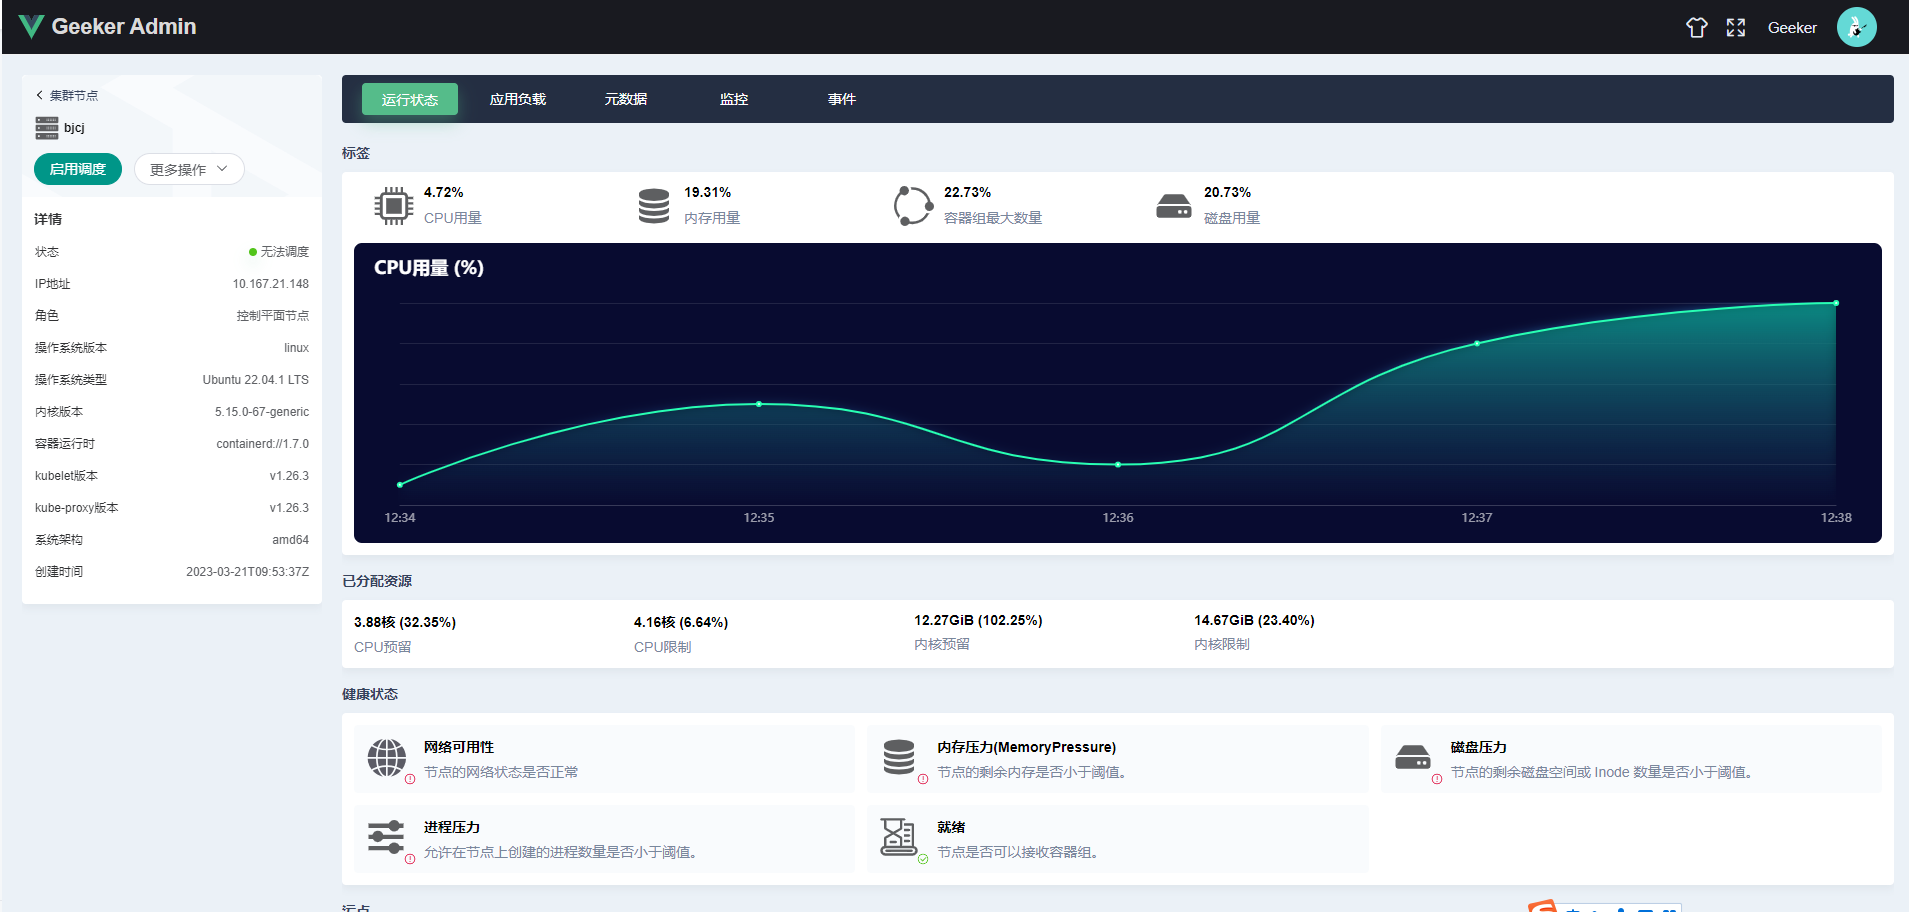 Geeker Admin
Geeker
集群节点
bjcj
启用调度
更多操作
详情
状态 无法调度
IP地址 10.167.21.148
角色 控制平面节点
操作系统版本 linux
操作系统类型 Ubuntu 22.04.1 LTS
内核版本 5.15.0-67-generic
容器运行时 containerd://1.7.0
kubelet版本 v1.26.3
kube-proxy版本 v1.26.3
系统架构 amd64
创建时间 2023-03-21T09:53:37Z
运行状态 应用负载 元数据 监控 事件
标签
4.72% 19.31% 22.73% 20.73%
CPU用量 内存用量 容器组最大数量 磁盘用量
CPU用量 (%)
12:34 12:35 12:36 12:37 12:38
已分配资源
3.88核 (32.35%) 4.16核 (6.64%) 12.27GiB (102.25%) 14.67GiB (23.40%)
CPU预留 CPU限制 内核预留 内核限制
健康状态
网络可用性 内存压力(MemoryPressure) 磁盘压力
节点的网络状态是否正常 节点的剩余内存是否小于阈值。 节点的剩余磁盘空间或 Inode 数量是否小于阈值。
进程压力 就绪
允许在节点上创建的进程数量是否小于阈值。 节点是否可以接收容器组。